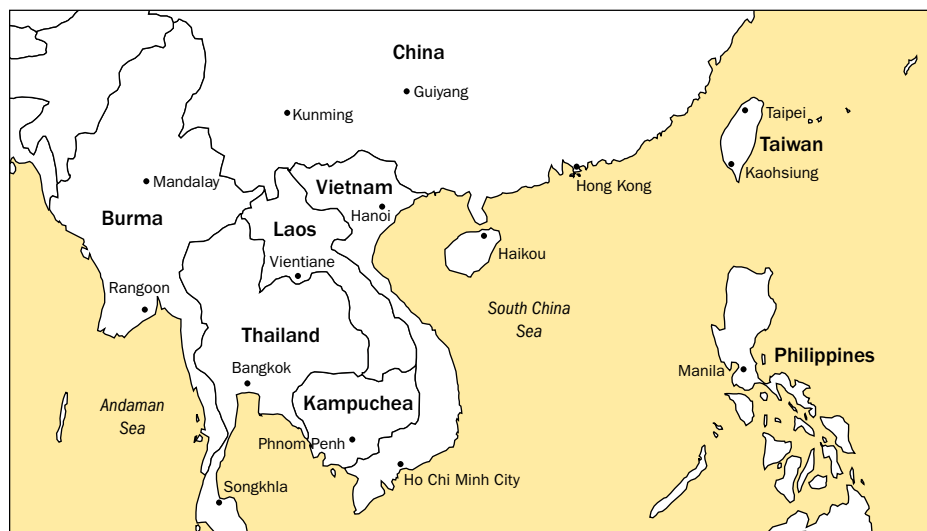 China
Guiyang
Kunming
Taipei
Taiwan
Kaohsiung
Hong Kong
Mandalay
Vietnam
Hanoi
Burma
Laos
Haikou
Vientiane
Rangoon
South China
Sea
Thailand
Philippines
Manila
Bangkok
Kampuchea
Andaman
Sea
Phnom Penh
Ho Chi Minh City
Songkhla